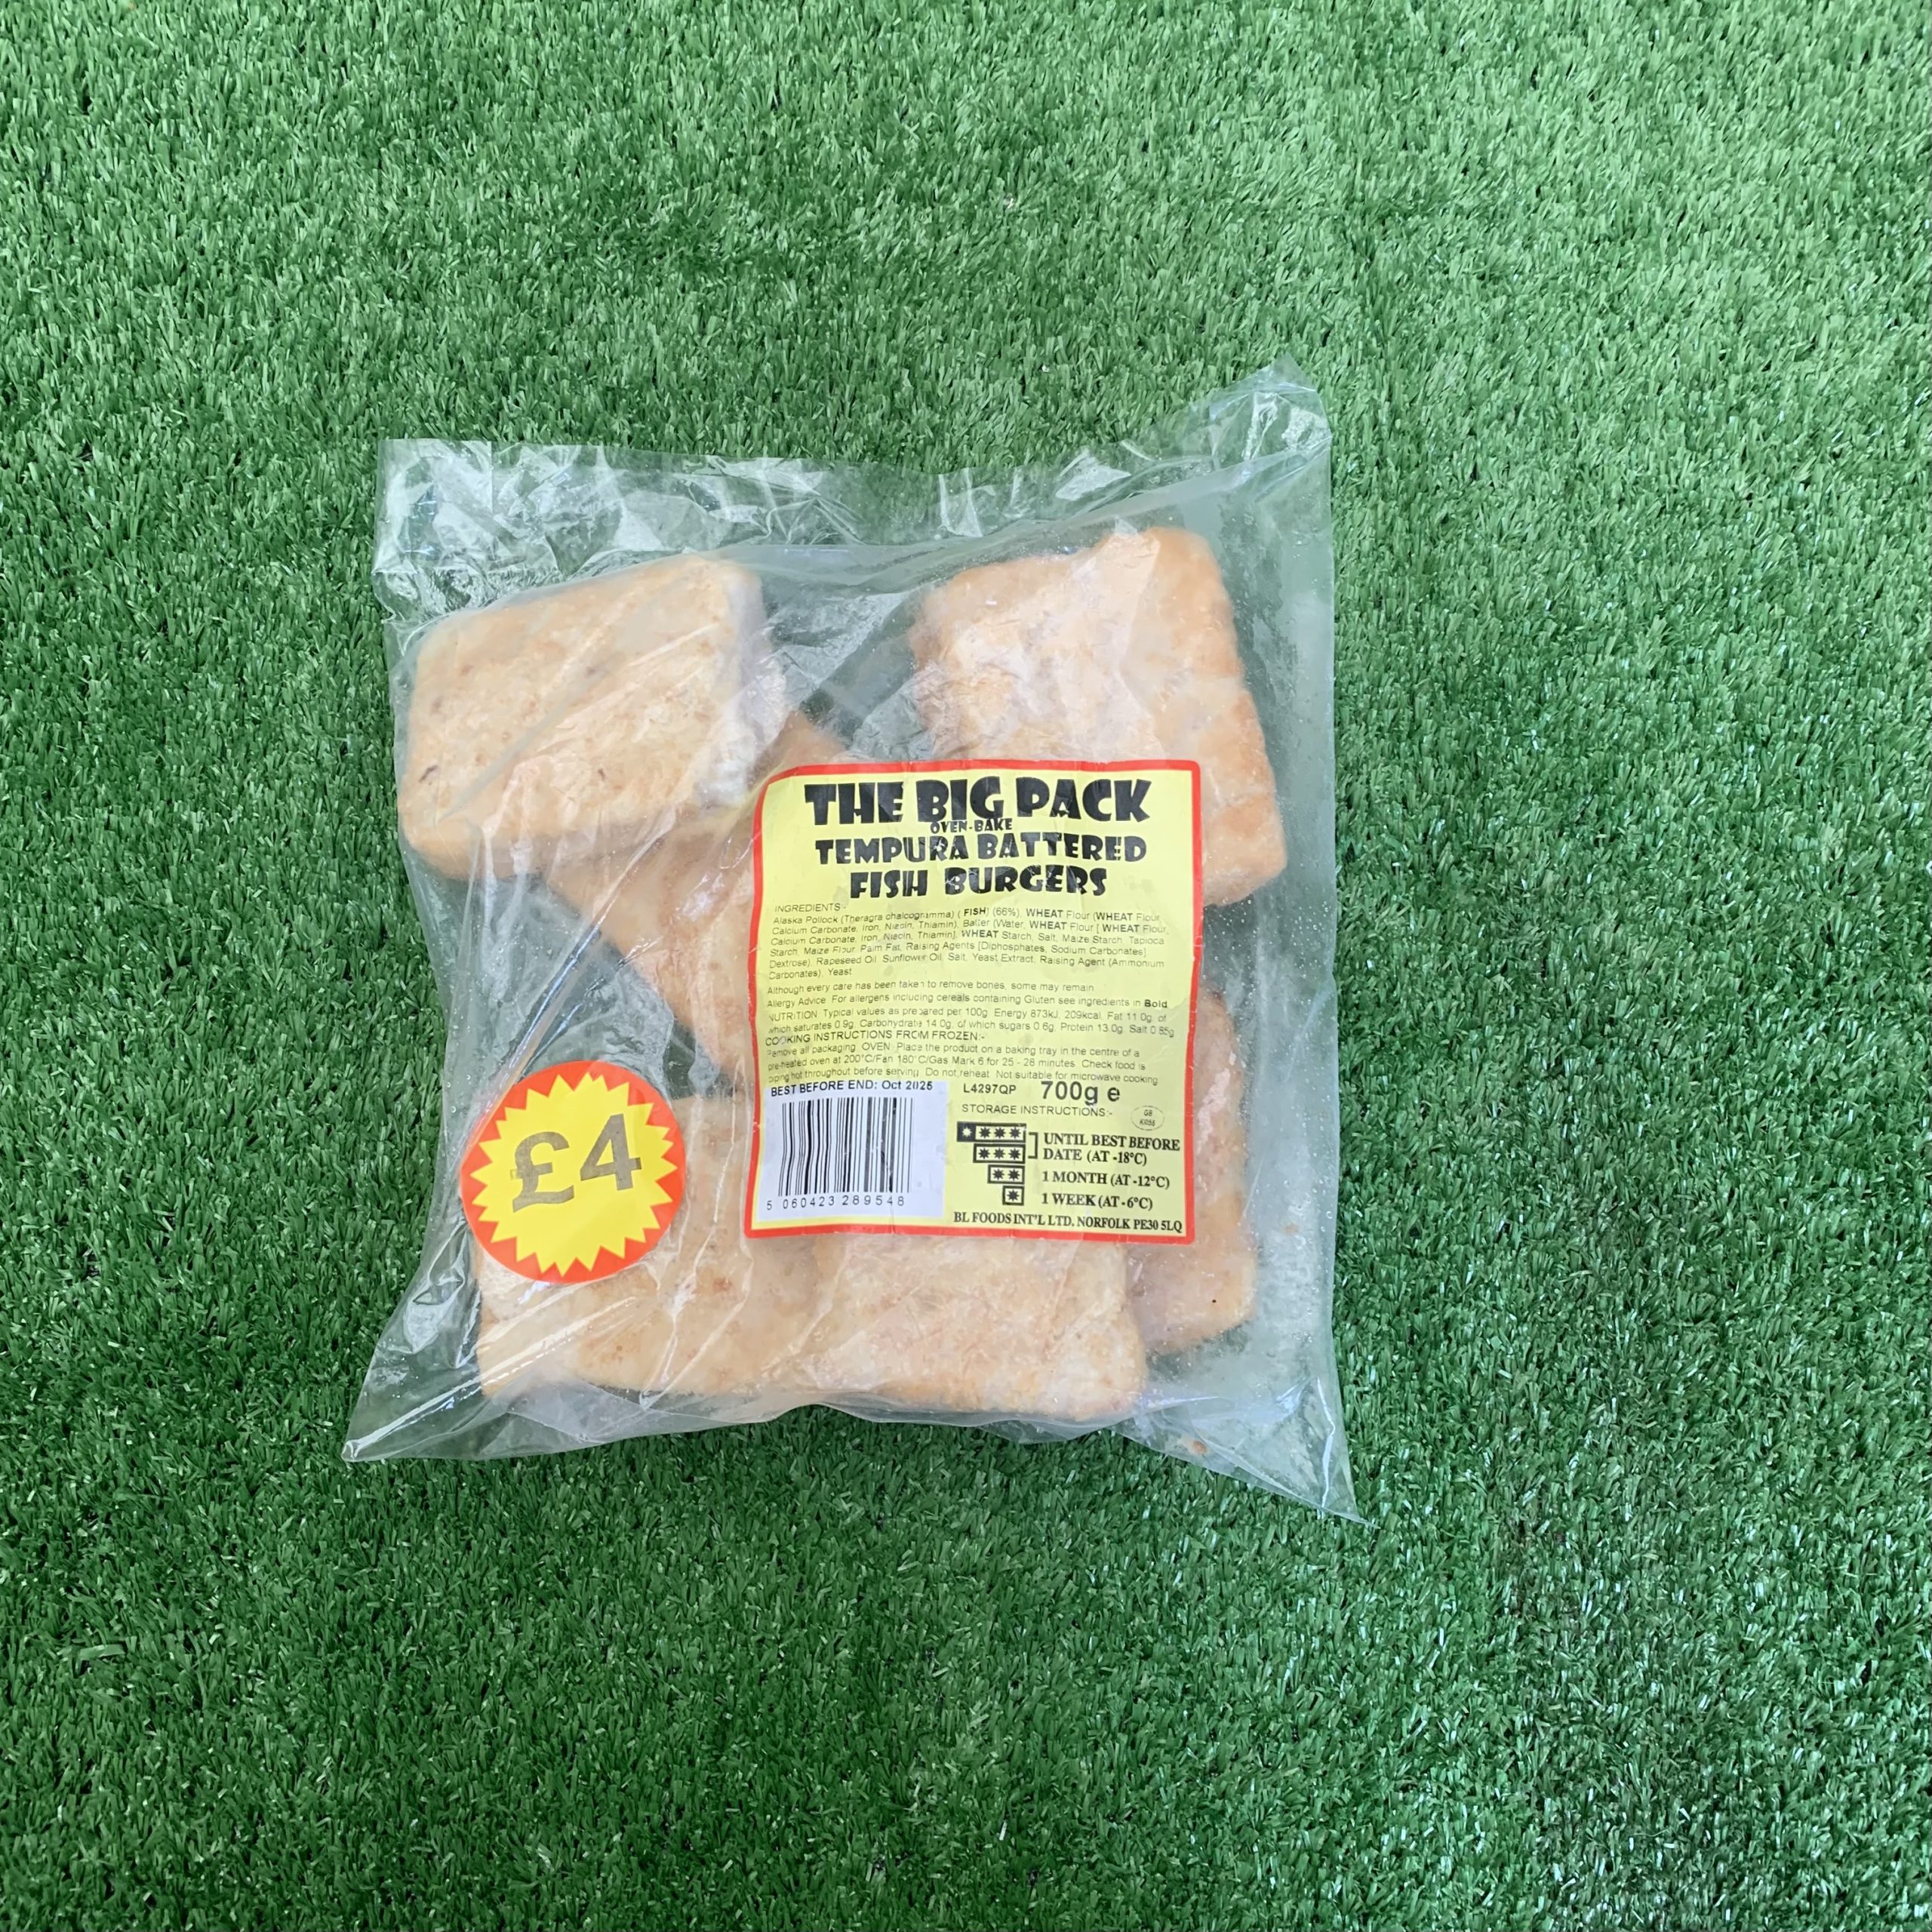 THE BIG PACK
OVEN-BAKE
TEMPURA BATTERED
FISH BURGERS
INGREDIENTS:-
Alaska Pollock (Theragra chalcogramma) ( FISH) (66%), WHEAT Flour (WHEAT Flour,
Calcium Carbonate, Iron, Niacin, Thiamin), Batter (Water, WHEAT Flour [ WHEAT Flour,
Calcium Carbonate, Iron, Niacin, Thiamin], WHEAT Starch, Salt, Maize Starch, Tapioca
Starch, Maize Flour, Palm Fat, Raising Agents [Diphosphates, Sodium Carbonates]
Dextrose), Rapeseed Oil, Sunflower Oil, Salt, Yeast Extract, Raising Agent (Ammonium
Carbonates), Yeast
Although every care has been taken to remove bones, some may remain
Allergy Advice: For allergens including cereals containing Gluten see ingredients in Bold
NUTRITION: Typical values as prepared per 100g: Energy 873kJ, 209kcal, Fat 11.0g, of
which saturates 0.9g, Carbohydrate 14.0g, of which sugars 0.6g, Protein 13.0g, Salt 0.85g
COOKING INSTRUCTIONS FROM FROZEN:-
Remove all packaging. OVEN: Place the product on a baking tray in the centre of a
pre-heated oven at 200°C/Fan 180°C/Gas Mark 6 for 25 - 28 minutes. Check food is
piping hot throughout before serving. Do not reheat. Not suitable for microwave cooking
BEST BEFORE END: Oct 2025 L4297QP 700g e
STORAGE INSTRUCTIONS:-
GB
UNTIL BEST BEFORE
DATE (AT -18°C)
1 MONTH (AT -12°C)
1 WEEK (AT -6°C)
5 060423 289548
BL FOODS INT'L LTD. NORFOLK PE30 5LQ
£4